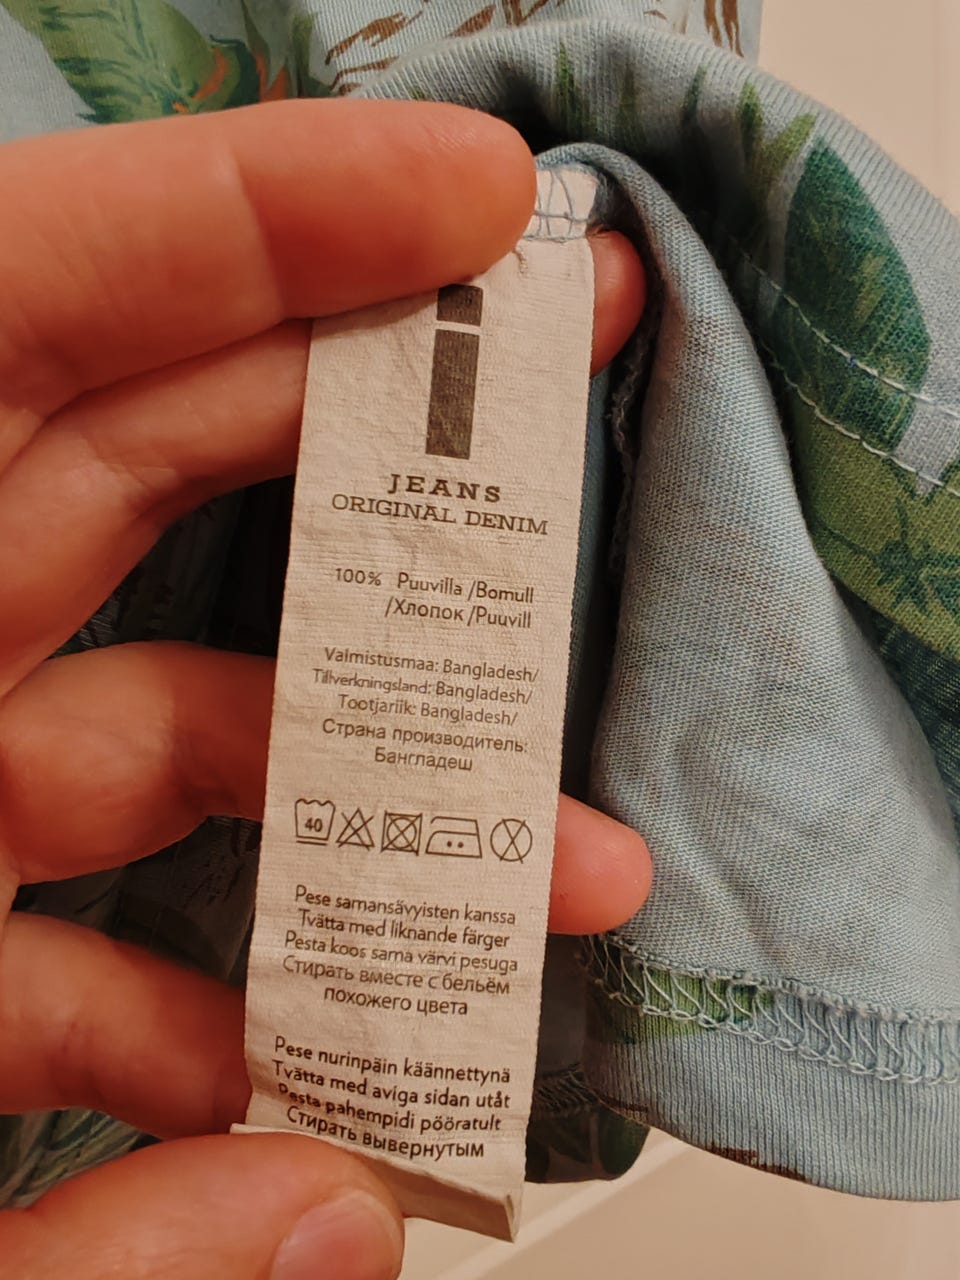 i
JEANS
ORIGINAL DENIM
100% Puuvilla /Bomull
/Хлопок /Puuvill
Valmistusmaa: Bangladesh/
Tillverkningsland: Bangladesh/
Tootjariik: Bangladesh/
Страна производитель:
Бангладеш
40
Pese samansävyisten kanssa
Tvätta med liknande färger
Pesta koos sama värvi pesuga
Стирать вместе с бельём
похожего цвета
Pese nurinpäin käännettynä
Tvätta med aviga sidan utåt
Pesta pahempidi pööratult
Стирать вывернутым